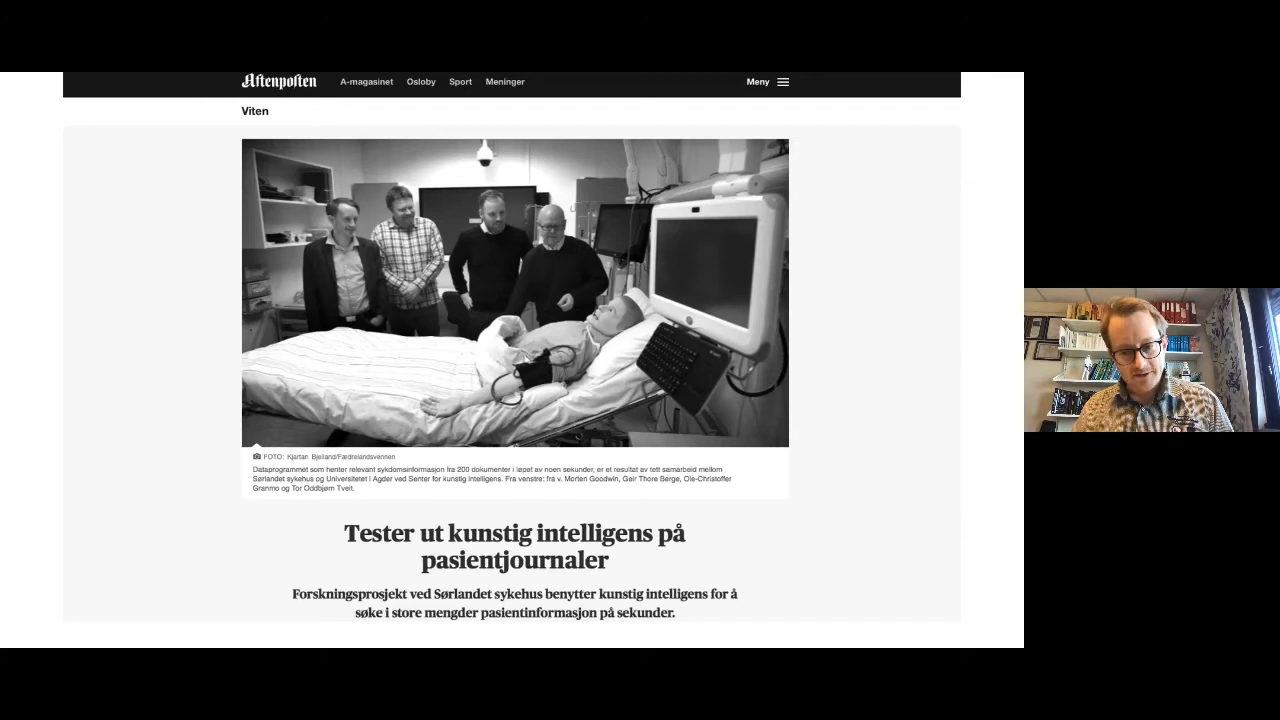 Aftenposten A-magasinet Osloby Sport Meninger Meny
Viten
FOTO: Kjartan Bjelland/Fædrelandsvennen
Dataprogrammet som henter relevant sykdomsinformasjon fra 200 dokumenter i løpet av noen sekunder, er et resultat av tett samarbeid mellom
Sørlandet sykehus og Universitetet i Agder ved Senter for kunstig intelligens. Fra venstre: fra v. Morten Goodwin, Geir Thore Berge, Ole-Christoffer
Granmo og Tor Oddbjørn Tveit.
Tester ut kunstig intelligens på
pasientjournaler
Forskningsprosjekt ved Sørlandet sykehus benytter kunstig intelligens for å
søke i store mengder pasientinformasjon på sekunder.